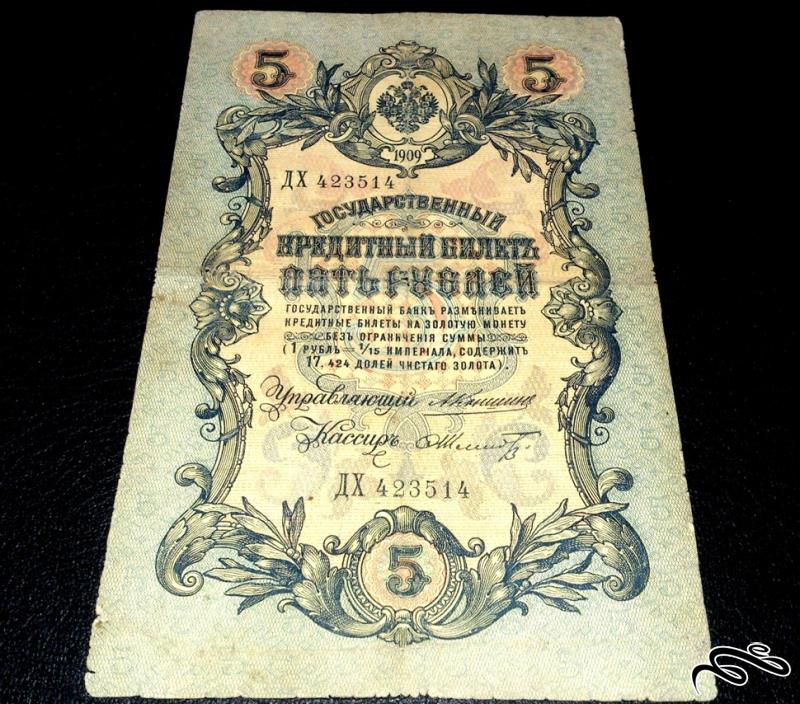 5 5
1909
ДХ 423514
ГОСУДАРСТВЕННЫЙ
КРЕДИТНЫЙ БИЛЕТЪ
ПЯТЬ РУБЛЕЙ
ГОСУДАРСТВЕННЫЙ БАНКЪ РАЗМѢНИВАЕТЪ
КРЕДИТНЫЕ БИЛЕТЫ НА ЗОЛОТУЮ МОНЕТУ
БЕЗЪ ОГРАНИЧЕНІЯ СУММЫ
(1 РУБЛЬ = 1/15 ИМПЕРІАЛА, СОДЕРЖИТЪ
17,424 ДОЛЕЙ ЧИСТАГО ЗОЛОТА).
Управляющій
Кассиръ
ДХ 423514
5